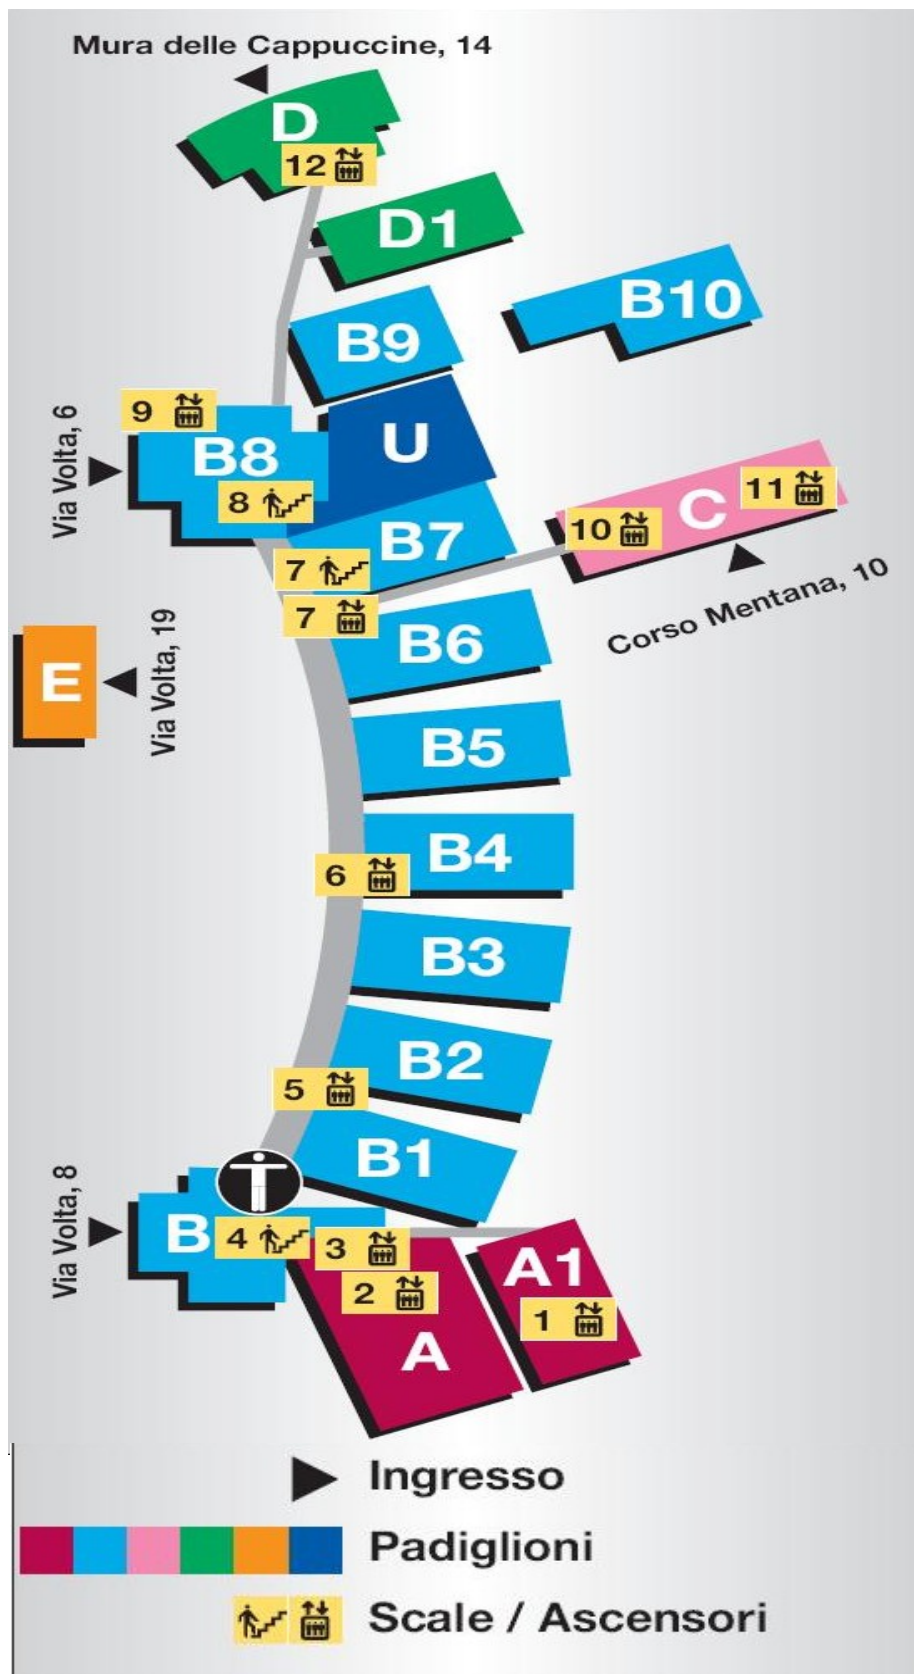 Mura delle Cappuccine, 14
D
12
D1
B10
B9
9
Via Volta, 6
B8
U
8
B7
C
11
10
7
7
Corso Mentana, 10
B6
E
Via Volta, 19
B5
B4
6
B3
B2
5
B1
Via Volta, 8
B
4
3
A1
2
1
A
Ingresso
Padiglioni
Scale / Ascensori